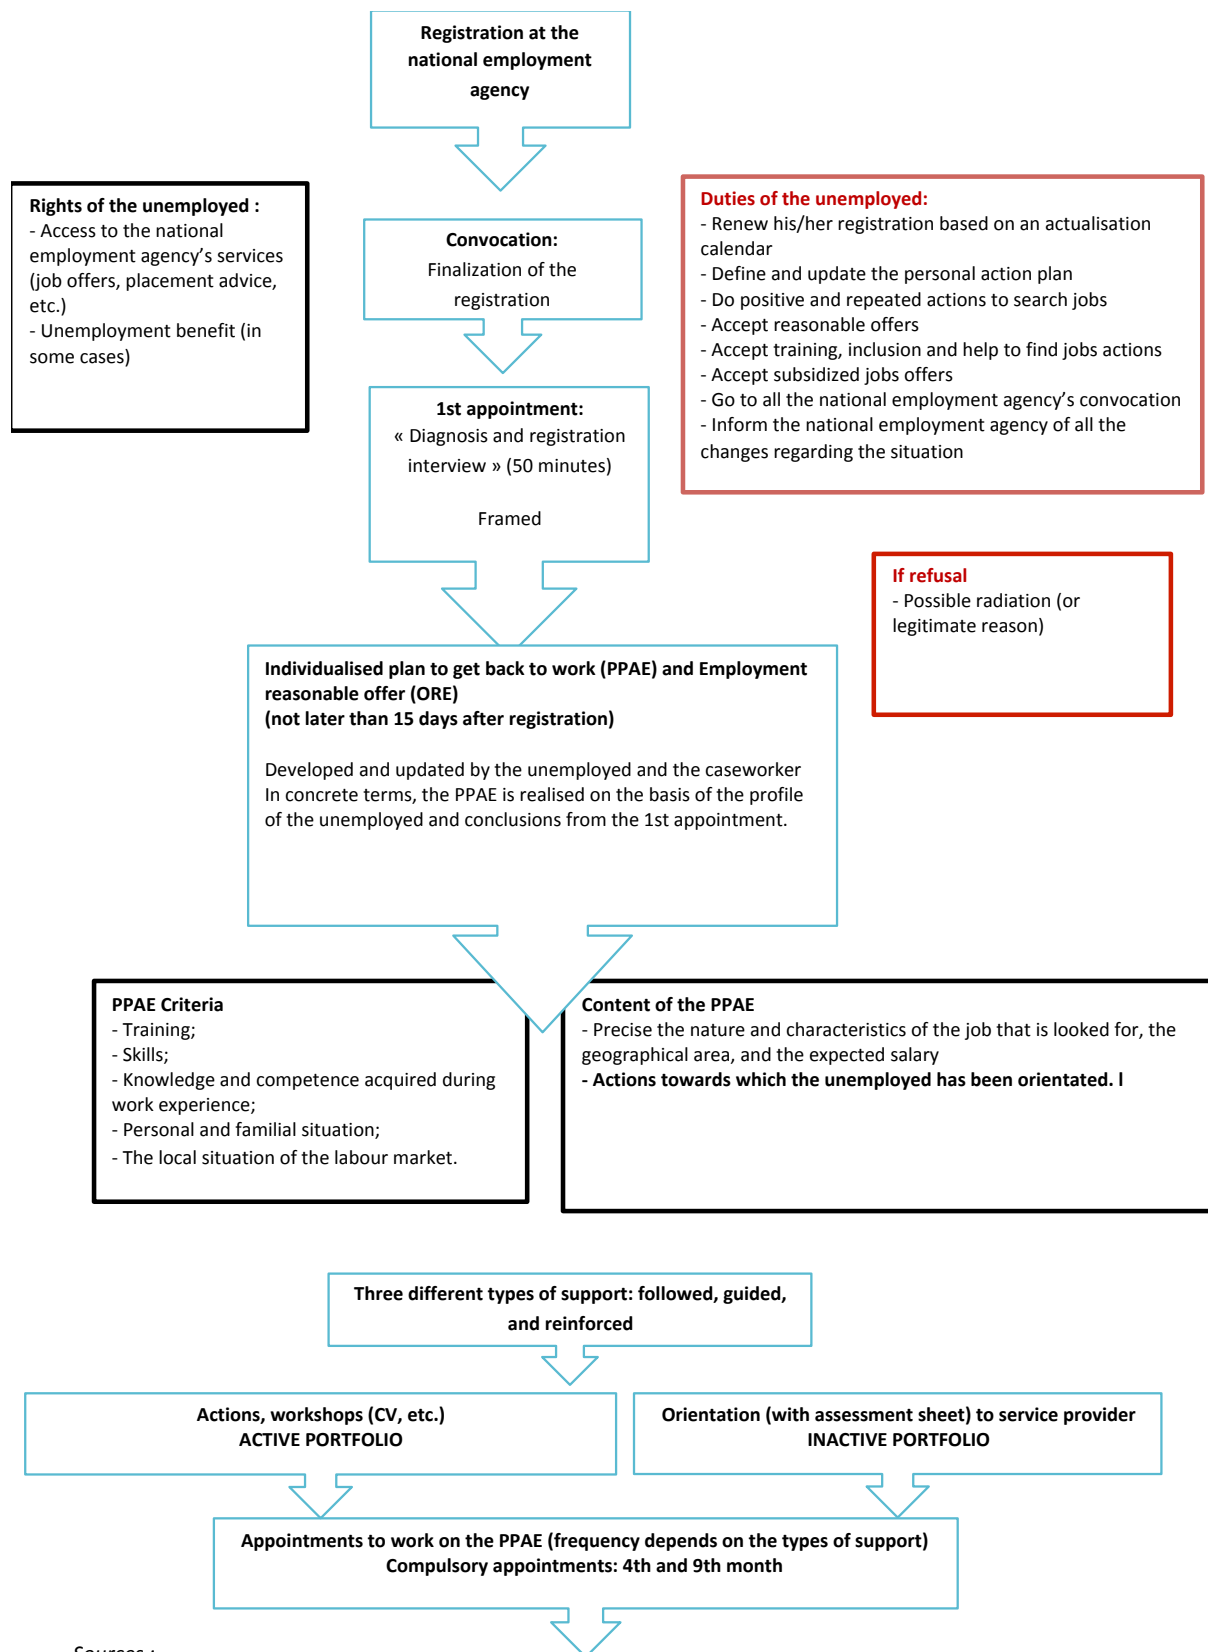 Registration at the
national employment
agency
Rights of the unemployed :
- Access to the national
employment agency’s services
(job offers, placement advice,
etc.)
- Unemployment benefit (in
some cases)
Convocation:
Finalization of the
registration
Duties of the unemployed:
- Renew his/her registration based on an actualisation
calendar
- Define and update the personal action plan
- Do positive and repeated actions to search jobs
- Accept reasonable offers
- Accept training, inclusion and help to find jobs actions
- Accept subsidized jobs offers
- Go to all the national employment agency’s convocation
- Inform the national employment agency of all the
changes regarding the situation
1st appointment:
« Diagnosis and registration
interview » (50 minutes)
Framed
If refusal
- Possible radiation (or
legitimate reason)
Individualised plan to get back to work (PPAE) and Employment
reasonable offer (ORE)
(not later than 15 days after registration)
Developed and updated by the unemployed and the caseworker
In concrete terms, the PPAE is realised on the basis of the profile
of the unemployed and conclusions from the 1st appointment.
PPAE Criteria
- Training;
- Skills;
- Knowledge and competence acquired during
work experience;
- Personal and familial situation;
- The local situation of the labour market.
Content of the PPAE
- Precise the nature and characteristics of the job that is looked for, the
geographical area, and the expected salary
- Actions towards which the unemployed has been orientated. l
Three different types of support: followed, guided,
and reinforced
Actions, workshops (CV, etc.)
ACTIVE PORTFOLIO
Orientation (with assessment sheet) to service provider
INACTIVE PORTFOLIO
Appointments to work on the PPAE (frequency depends on the types of support)
Compulsory appointments: 4th and 9th month
Sources :